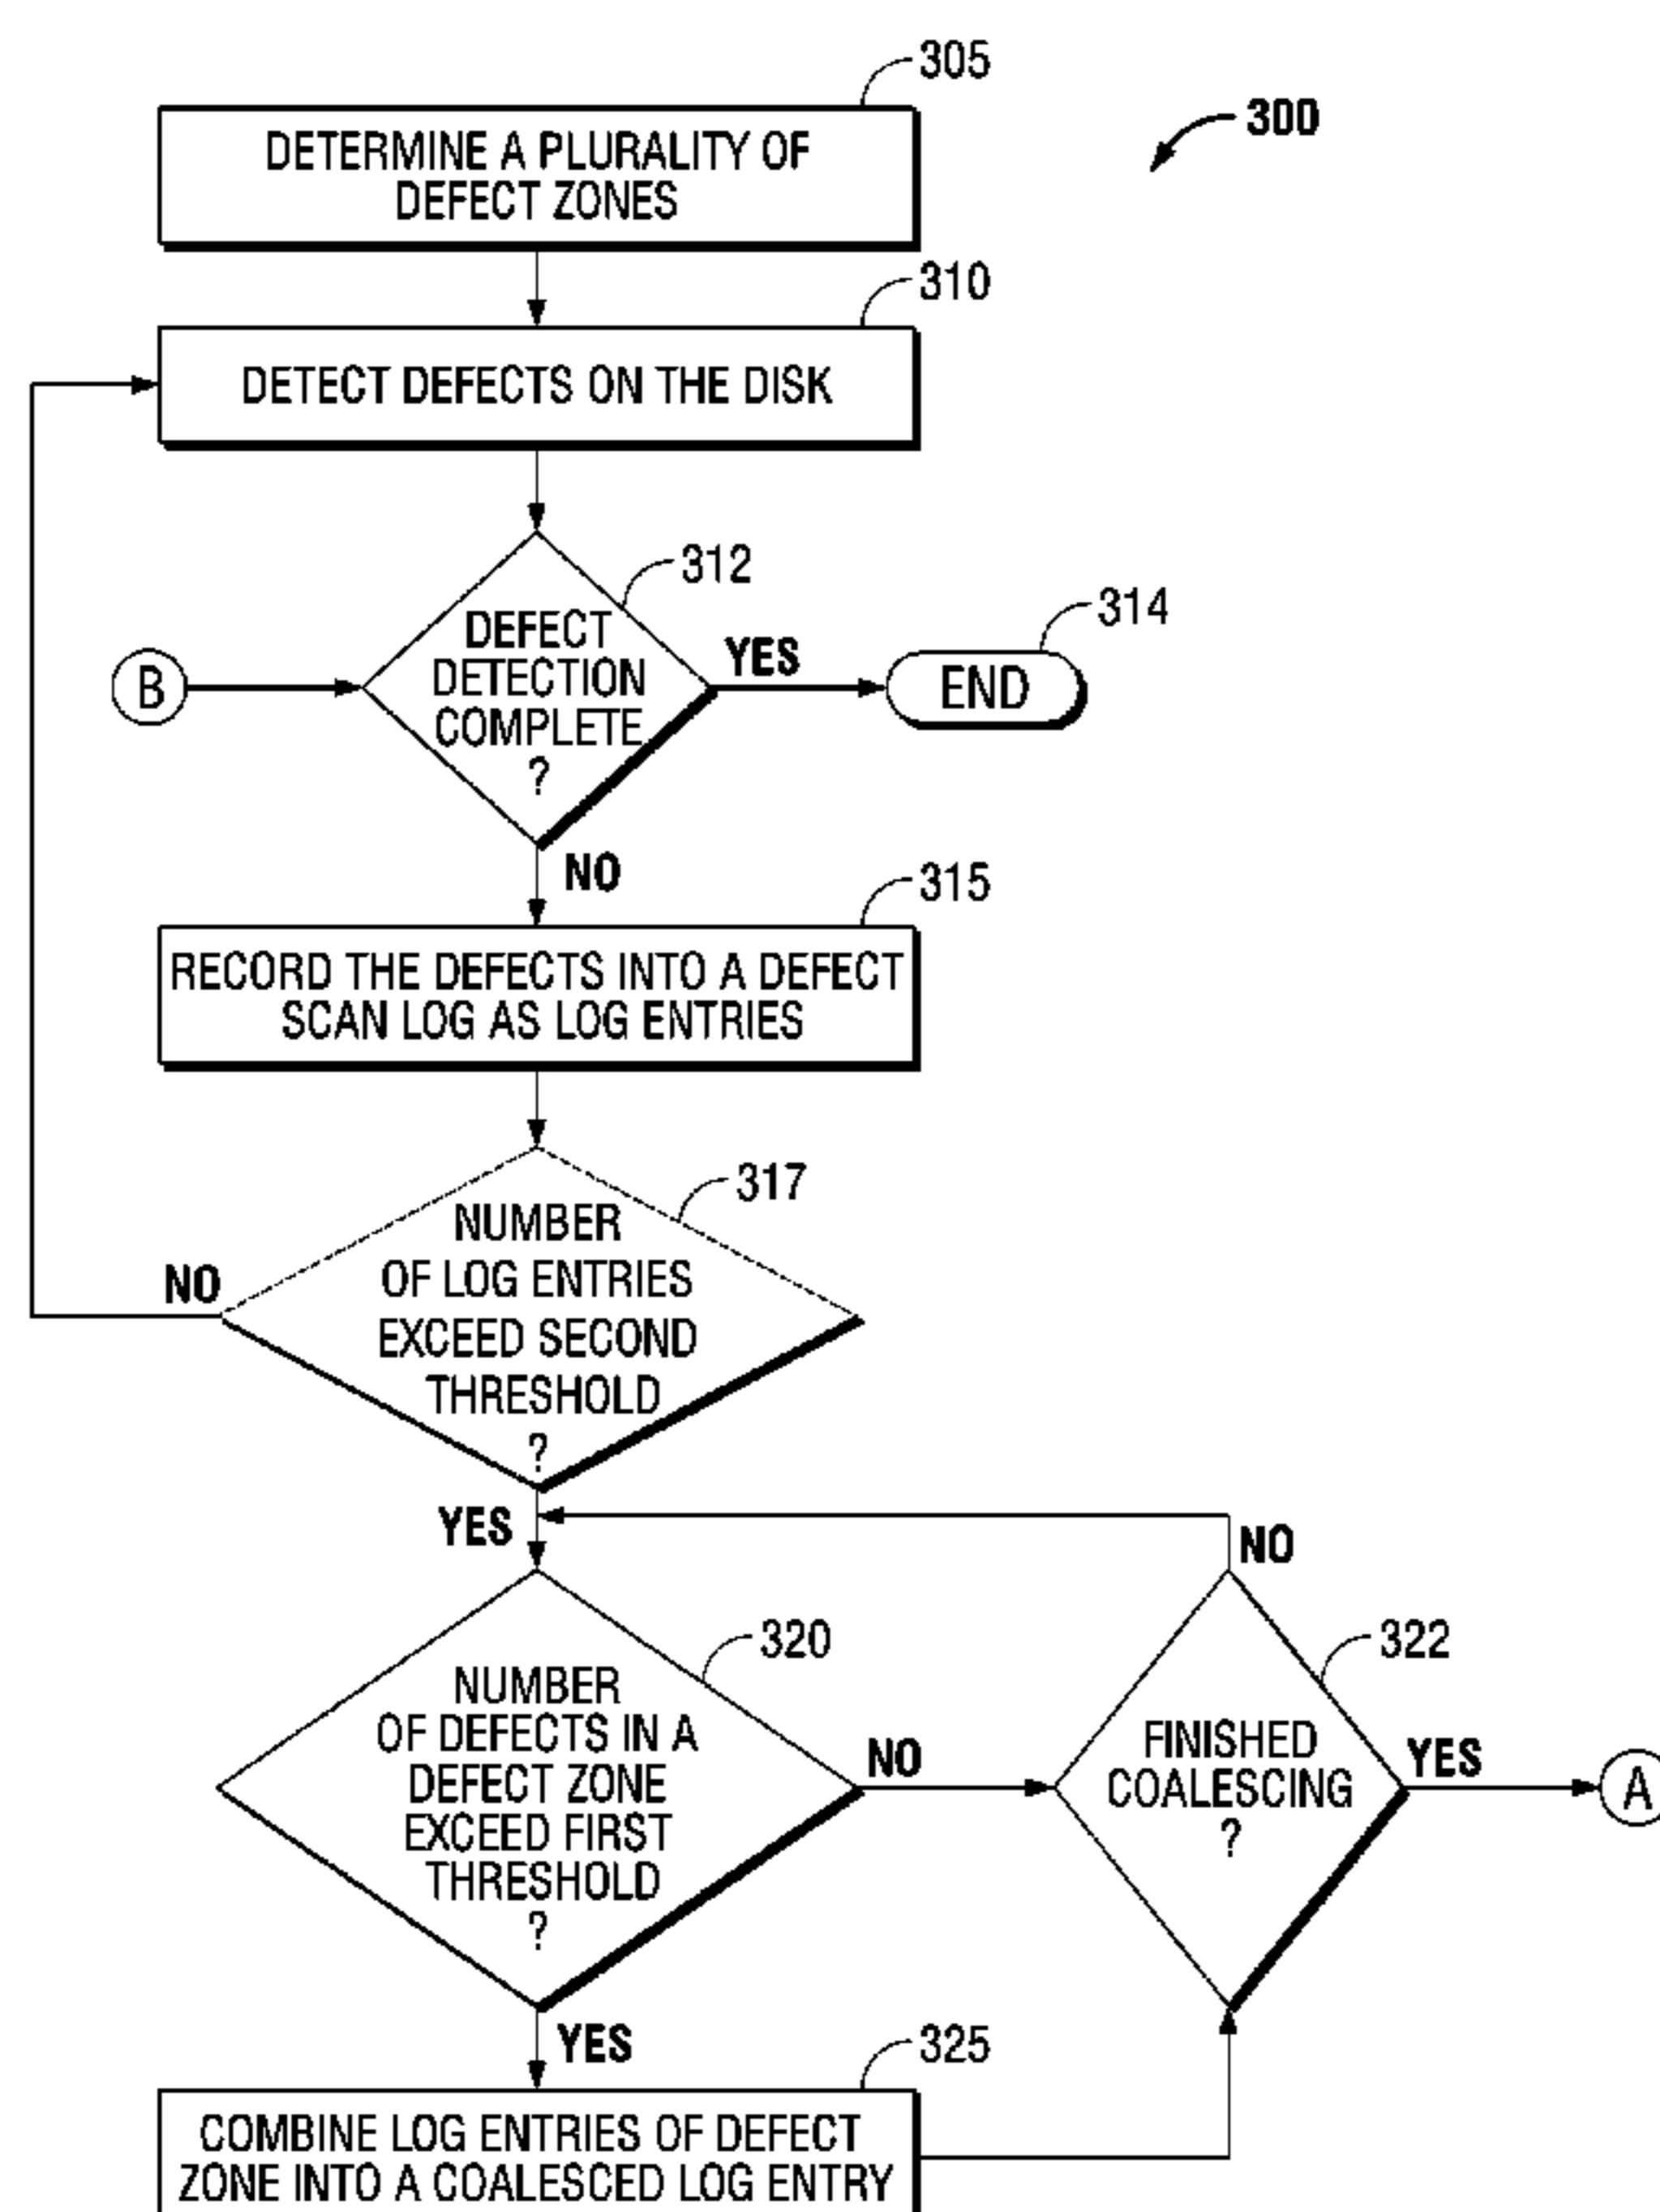 305
300
DETERMINE A PLURALITY OF
DEFECT ZONES
310
DETECT DEFECTS ON THE DISK
312
314
DEFECT
DETECTION
COMPLETE
?
YES
END
B
NO
315
RECORD THE DEFECTS INTO A DEFECT
SCAN LOG AS LOG ENTRIES
317
NUMBER
OF LOG ENTRIES
EXCEED SECOND
THRESHOLD
?
NO
YES
NO
320
322
NUMBER
OF DEFECTS IN A
DEFECT ZONE
EXCEED FIRST
THRESHOLD
?
NO
FINISHED
COALESCING
?
YES
A
YES
325
COMBINE LOG ENTRIES OF DEFECT
ZONE INTO A COALESCED LOG ENTRY